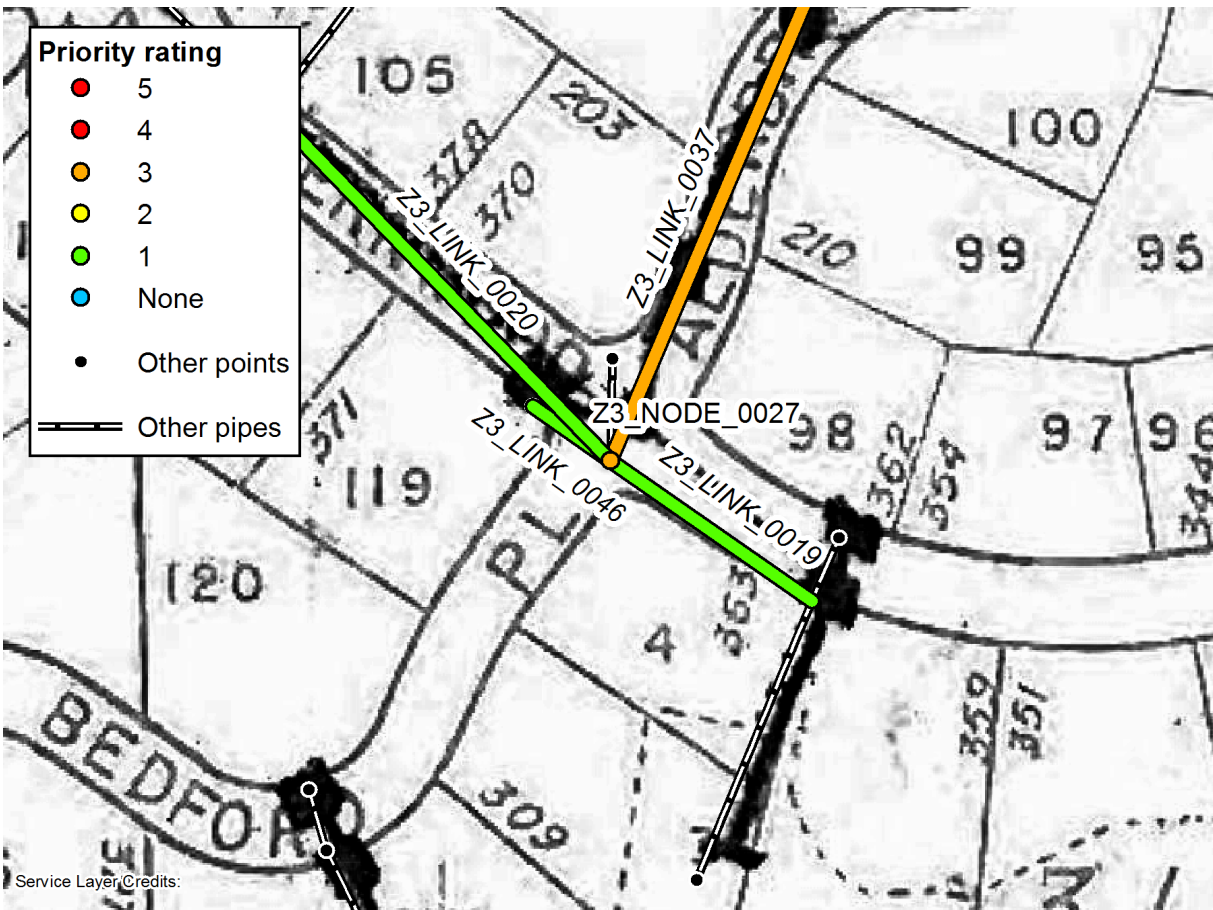 Priority rating
5
4
3
2
1
None
Other points
Other pipes
105
203
378
370
100
210
99
95
Z3_LINK_0037
Z3_LINK_0020
Z3_NODE_0027
Z3_LINK_0046
Z3_LINK_0019
371
119
98
362
354
97
96
344
PL
120
4
363
359
351
BEDFORD
309
Service Layer Credits: